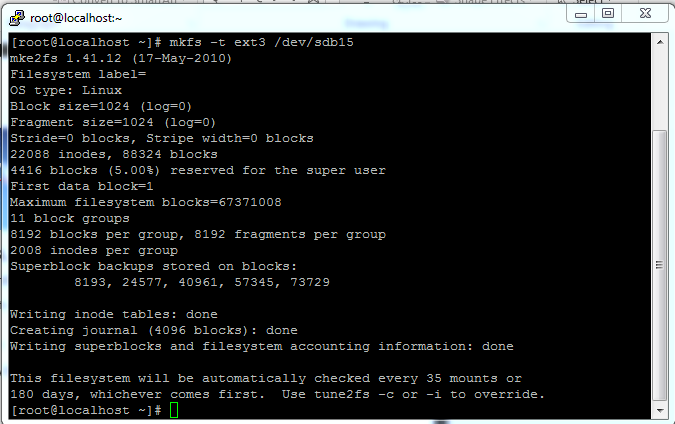 root@localhost:~
[root@localhost ~]# mkfs -t ext3 /dev/sdb15
mke2fs 1.41.12 (17-May-2010)
Filesystem label=
OS type: Linux
Block size=1024 (log=0)
Fragment size=1024 (log=0)
Stride=0 blocks, Stripe width=0 blocks
22088 inodes, 88324 blocks
4416 blocks (5.00%) reserved for the super user
First data block=1
Maximum filesystem blocks=67371008
11 block groups
8192 blocks per group, 8192 fragments per group
2008 inodes per group
Superblock backups stored on blocks:
        8193, 24577, 40961, 57345, 73729

Writing inode tables: done
Creating journal (4096 blocks): done
Writing superblocks and filesystem accounting information: done

This filesystem will be automatically checked every 35 mounts or
180 days, whichever comes first.  Use tune2fs -c or -i to override.
[root@localhost ~]#